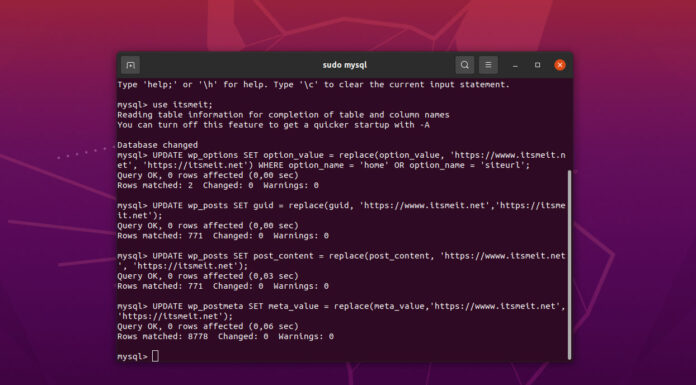 sudo mysql
Type 'help;' or '\h' for help. Type '\c' to clear the current input statement.
mysql> use itsmeit;
Reading table information for completion of table and column names
You can turn off this feature to get a quicker startup with -A
Database changed
mysql> UPDATE wp_options SET option_value = replace(option_value, 'https://wwww.itsmeit.n
et', 'https://itsmeit.net') WHERE option_name = 'home' OR option_name = 'siteurl';
Query OK, 0 rows affected (0,00 sec)
Rows matched: 2  Changed: 0  Warnings: 0
mysql> UPDATE wp_posts SET guid = replace(guid, 'https://wwww.itsmeit.net','https://itsme
it.net');
Query OK, 0 rows affected (0,00 sec)
Rows matched: 771  Changed: 0  Warnings: 0
mysql> UPDATE wp_posts SET post_content = replace(post_content, 'https://wwww.itsmeit.net
', 'https://itsmeit.net');
Query OK, 0 rows affected (0,03 sec)
Rows matched: 771  Changed: 0  Warnings: 0
mysql> UPDATE wp_postmeta SET meta_value = replace(meta_value,'https://wwww.itsmeit.net',
'https://itsmeit.net');
Query OK, 0 rows affected (0,06 sec)
Rows matched: 8778  Changed: 0  Warnings: 0
mysql>